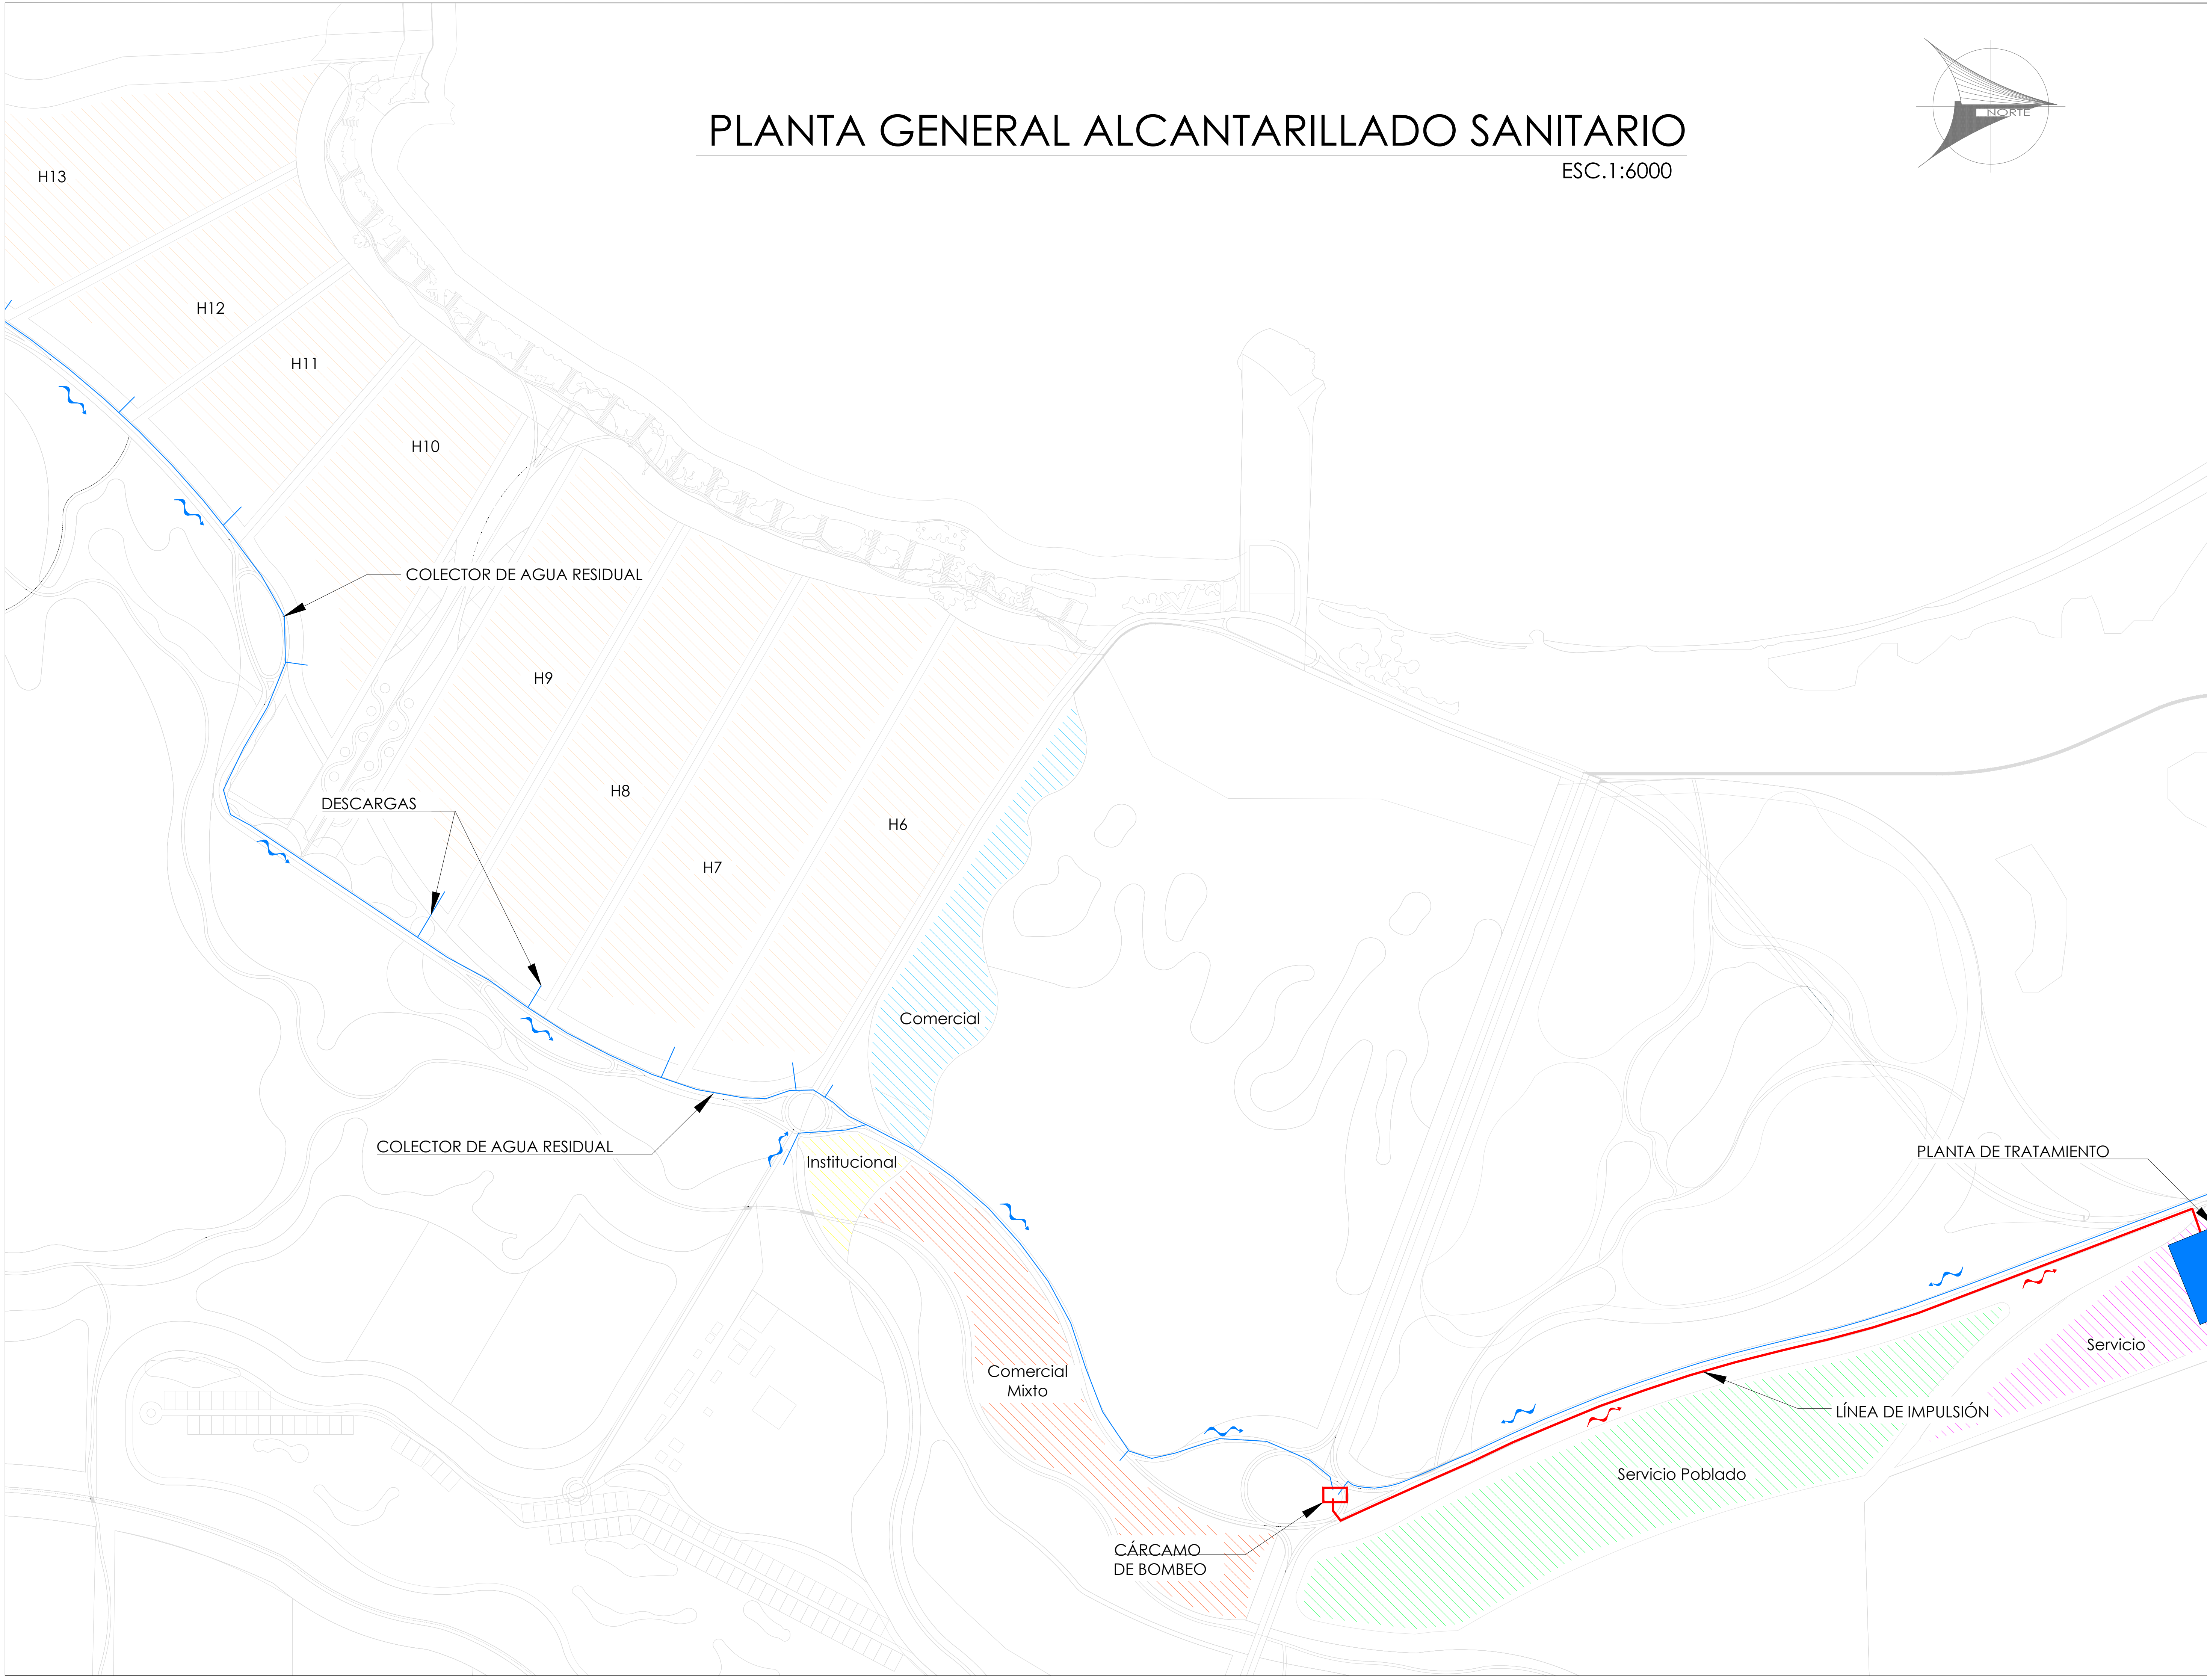 PLANTA GENERAL ALCANTARILLADO SANITARIO
ESC.1:6000
NORTE
H13
H12
H11
H10
COLECTOR DE AGUA RESIDUAL
H9
H8
DESCARGAS
H6
H7
Comercial
COLECTOR DE AGUA RESIDUAL
Institucional
PLANTA DE TRATAMIENTO
Servicio
Comercial
Mixto
LÍNEA DE IMPULSIÓN
Servicio Poblado
CÁRCAMO
DE BOMBEO